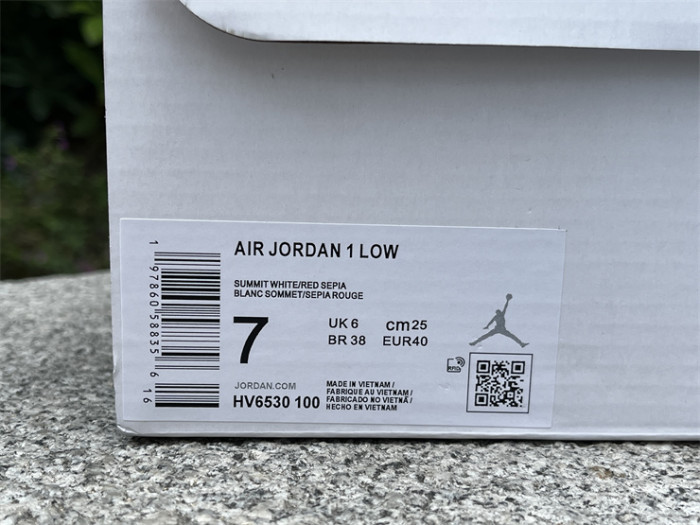 AIR JORDAN 1 LOW
SUMMIT WHITE/RED SEPIA
BLANC SOMMET/SEPIA ROUGE
7
UK 6 cm 25
BR 38 EUR40
JORDAN.COM
HV6530 100
MADE IN VIETNAM /
FABRIQUE AU VIETNAM /
FABRICADO NO VIETNÃ /
HECHO EN VIETNAM
RFID
1 97860 58835 6 16